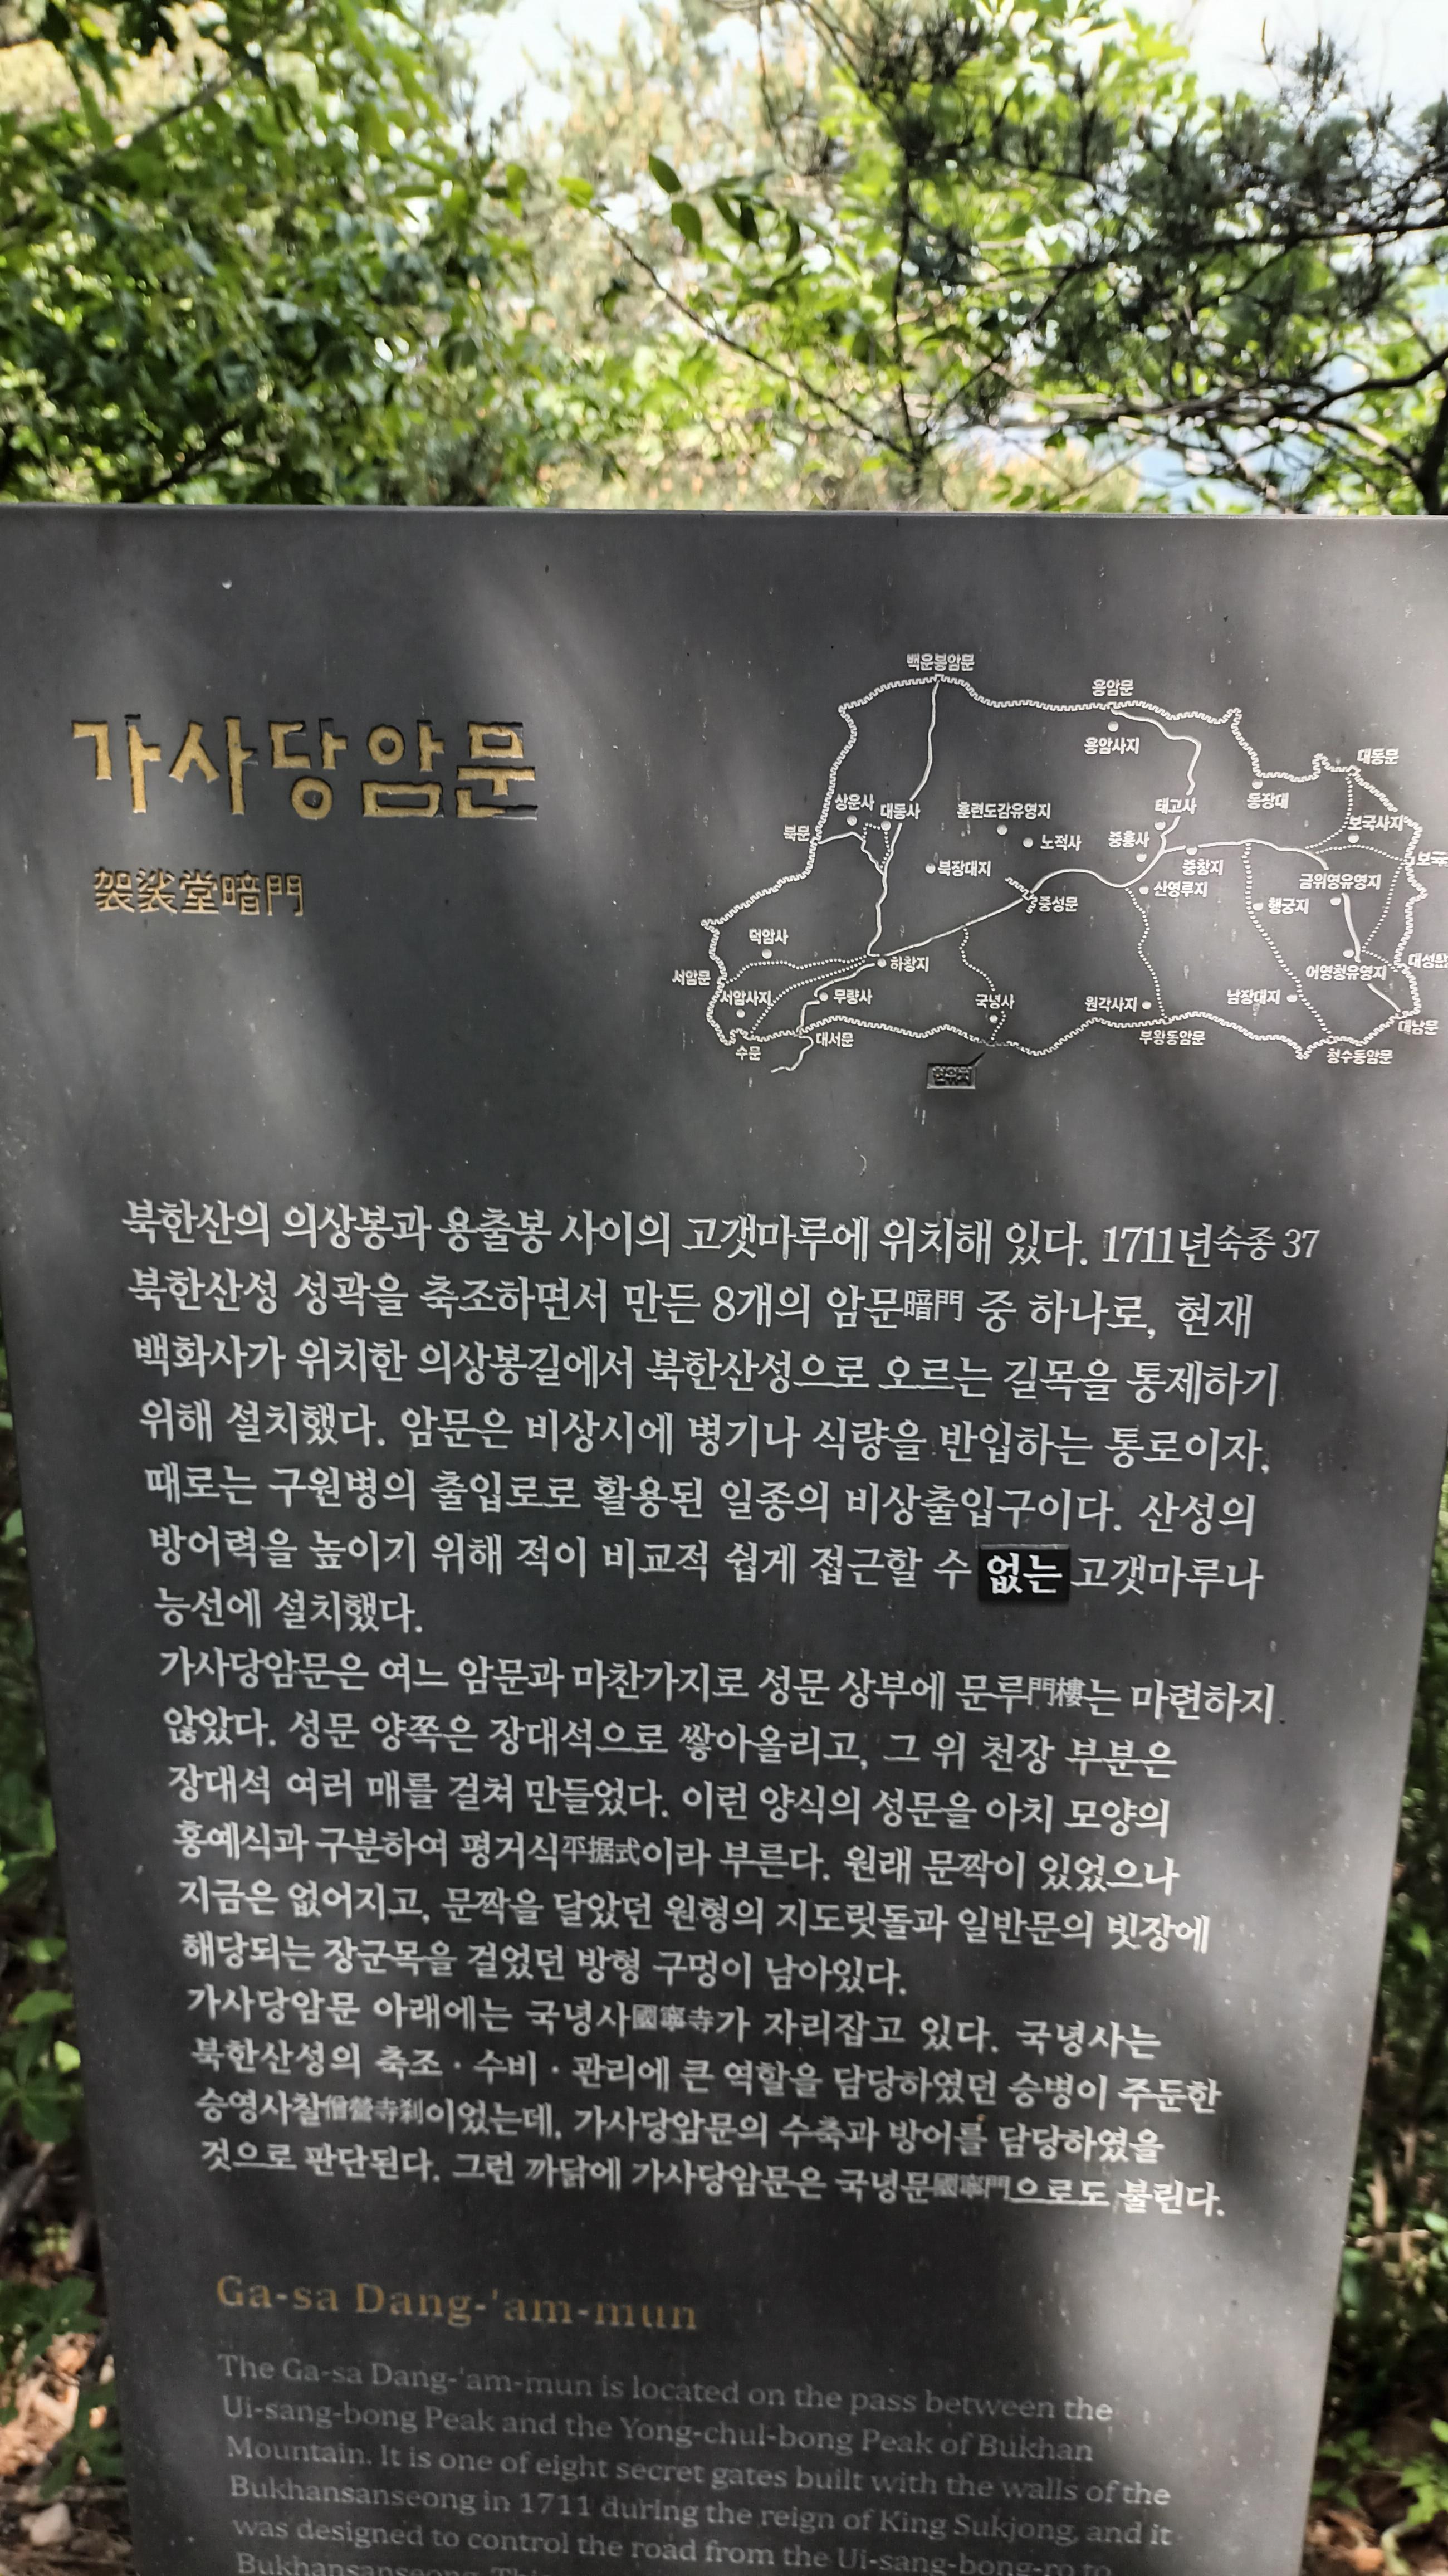 가사당암문
袈裟堂暗門
백운봉암문
용암문
용암사지
대동문
동장대
상운사
대동사
훈련도감유영지
태고사
보국사지
북문
노적사
중흥사
북장대지
중창지
금위영유영지
산영루지
중성문
행궁지
덕암사
하창지
서암문
어영청유영지
서암사지
무량사
국녕사
원각사지
남장대지
대남문
수문
대서문
부왕동암문
청수동암문
현위치
북한산의 의상봉과 용출봉 사이의 고갯마루에 위치해 있다. 1711년숙종 37
북한산성 성곽을 축조하면서 만든 8개의 암문暗門 중 하나로, 현재
백화사가 위치한 의상봉길에서 북한산성으로 오르는 길목을 통제하기
위해 설치했다. 암문은 비상시에 병기나 식량을 반입하는 통로이자,
때로는 구원병의 출입로로 활용된 일종의 비상출입구이다. 산성의
방어력을 높이기 위해 적이 비교적 쉽게 접근할 수 없는 고갯마루나
능선에 설치했다.
가사당암문은 여느 암문과 마찬가지로 성문 상부에 문루門樓는 마련하지
않았다. 성문 양쪽은 장대석으로 쌓아올리고, 그 위 천장 부분은
장대석 여러 매를 걸쳐 만들었다. 이런 양식의 성문을 아치 모양의
홍예식과 구분하여 평거식平据式이라 부른다. 원래 문짝이 있었으나
지금은 없어지고, 문짝을 달았던 원형의 지도릿돌과 일반문의 빗장에
해당되는 장군목을 걸었던 방형 구멍이 남아있다.
가사당암문 아래에는 국녕사國寧寺가 자리잡고 있다. 국녕사는
북한산성의 축조 · 수비 · 관리에 큰 역할을 담당하였던 승병이 주둔한
승영사찰僧營寺刹이었는데, 가사당암문의 수축과 방어를 담당하였을
것으로 판단된다. 그런 까닭에 가사당암문은 국녕문國寧門으로도 불린다.
Ga-sa Dang-'am-mun
The Ga-sa Dang-'am-mun is located on the pass between the
Ui-sang-bong Peak and the Yong-chul-bong Peak of Bukhan
Mountain. It is one of eight secret gates built with the walls of the
Bukhansanseong in 1711 during the reign of King Sukjong, and it
was designed to control the road from the Ui-sang-bong-ro to
Bukhansanseong.